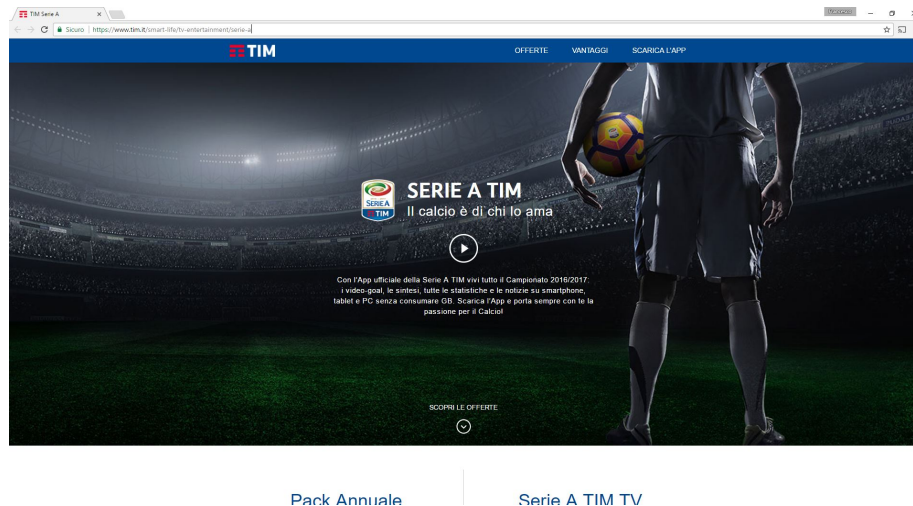 TIM Serie A
Sicuro | https://www.tim.it/smart-life/tv-entertainment/serie-a
TIM
OFFERTE VANTAGGI SCARICA L'APP
SERIE A
TIM
SERIE A TIM
Il calcio è di chi lo ama
Con l'App ufficiale della Serie A TIM vivi tutto il Campionato 2016/2017:
i video-goal, le sintesi, tutte le statistiche e le notizie su smartphone,
tablet e PC senza consumare GB. Scarica l'App e porta sempre con te la
passione per il Calcio!
SCOPRI LE OFFERTE
Pack Annuale
Serie A TIM TV